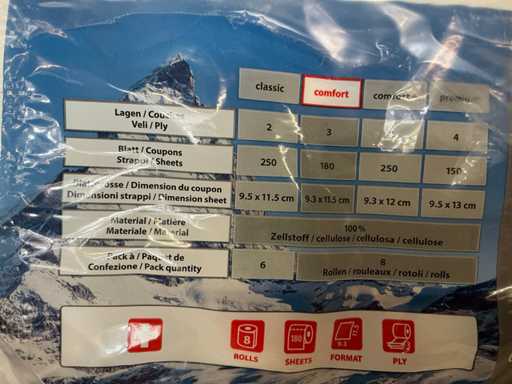 classic comfort premium
Lagen /
Veli / Ply 2 3 4
Blatt / Coupons
Strappi / Sheets 250 180 250 150
/ Dimension du coupon
Dimensioni strappi / Dimension sheet 9.5 x 11.5 cm 9.3 x 11.5 cm 9.3 x 12 cm 9.5 x 13 cm
Material / Matière
Materiale / Material
100 %
Zellstoff / cellulose / cellulosa / cellulose
Pack à / Paquet de
Confezione / Pack quantity 6
8
Rollen / rouleaux / rotoli / rolls
8 180 9.3
ROLLS SHEETS FORMAT PLY